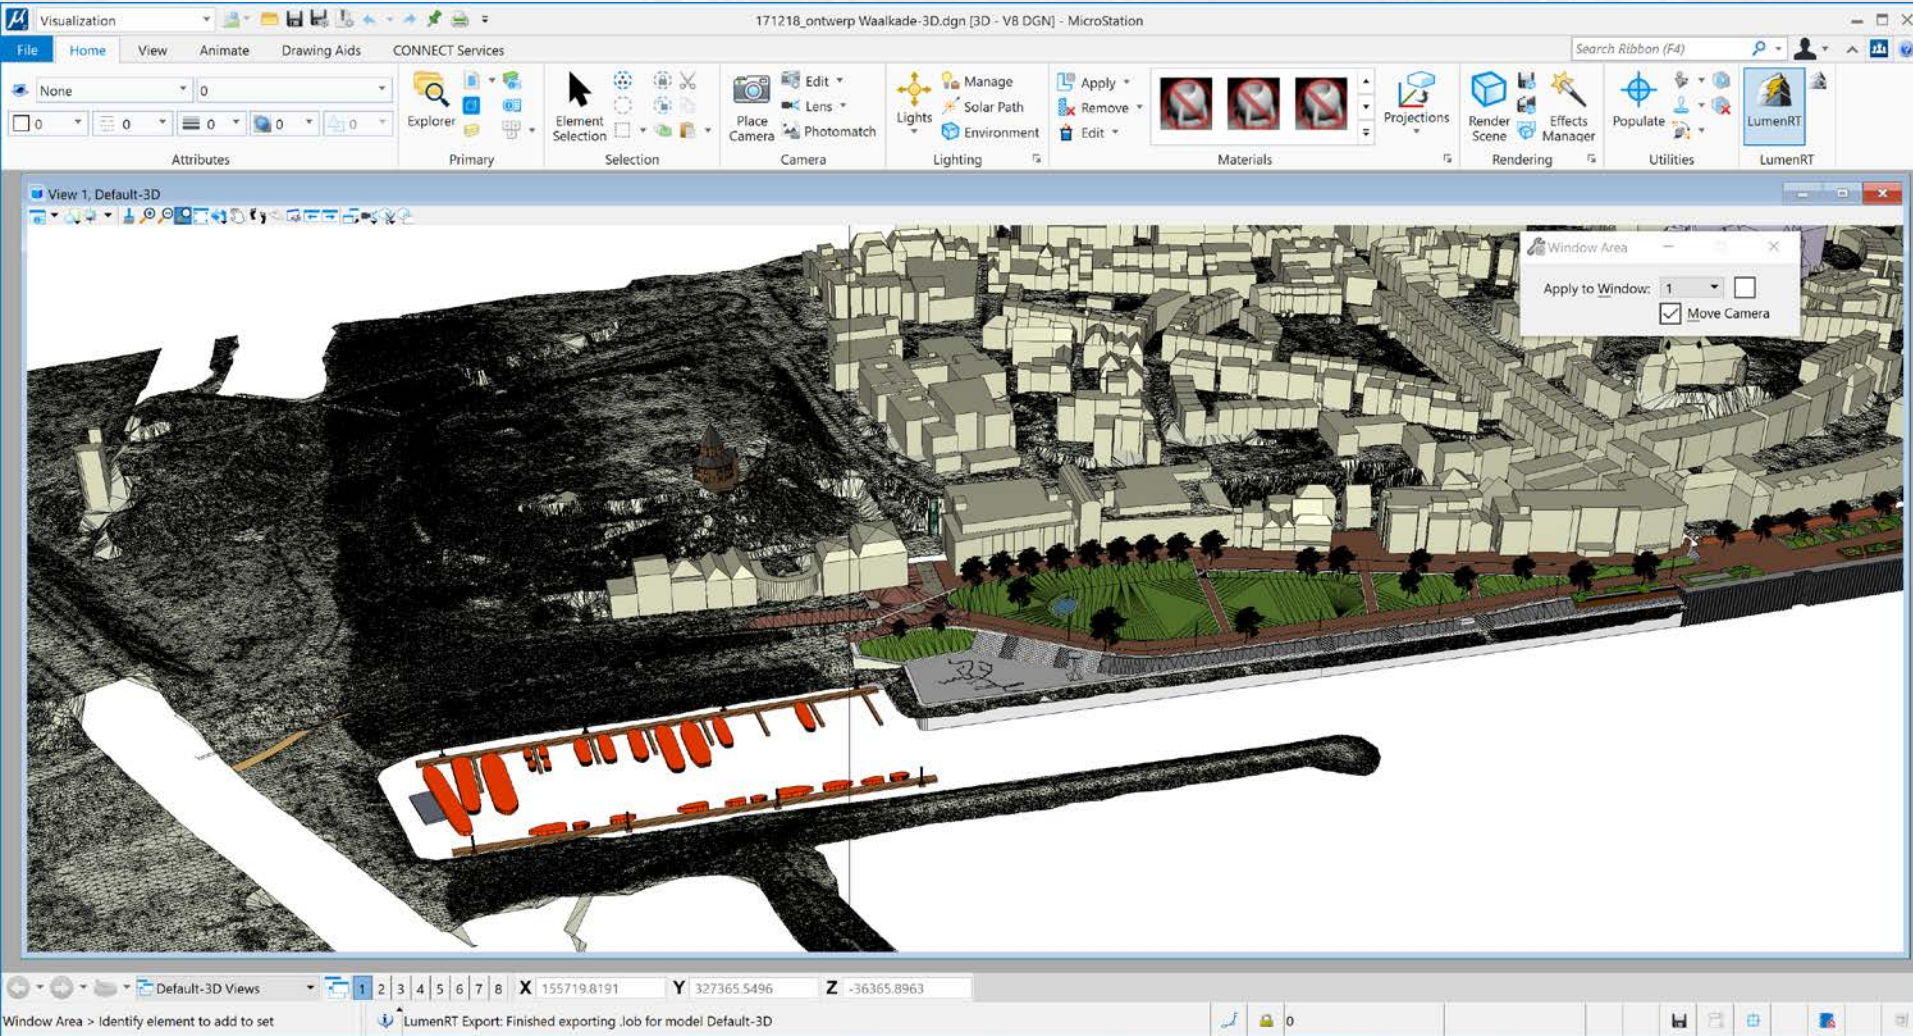 Visualization
171218_ontwerp Waalkade-3D.dgn [3D - V8 DGN] - MicroStation
File Home View Animate Drawing Aids CONNECT Services
Search Ribbon (F4)
None 0
0 0 0 0 0
Attributes
Explorer
Primary
Element Selection
Selection
Place Camera
Edit
Lens
Photomatch
Camera
Lights
Manage
Solar Path
Environment
Lighting
Apply
Remove
Edit
Materials
Projections
Render Scene
Effects Manager
Rendering
Populate
Utilities
LumenRT
LumenRT
View 1, Default-3D
Window Area
Apply to Window: 1
Move Camera
Default-3D Views 1 2 3 4 5 6 7 8 X 155719.8191 Y 327365.5496 Z -36365.8963
Window Area > Identify element to add to set
LumenRT Export: Finished exporting .lob for model Default-3D
0